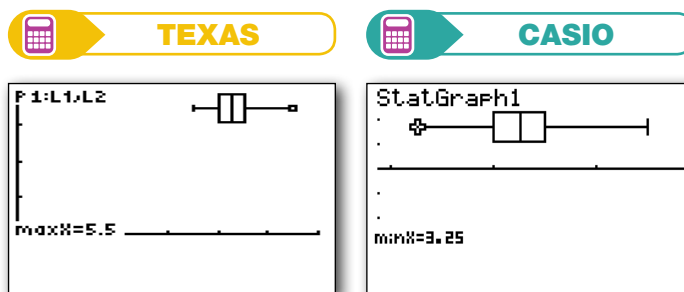 TEXAS
CASIO
P1:L1,L2
maxX=5.5
StatGraph1
minX=3.25